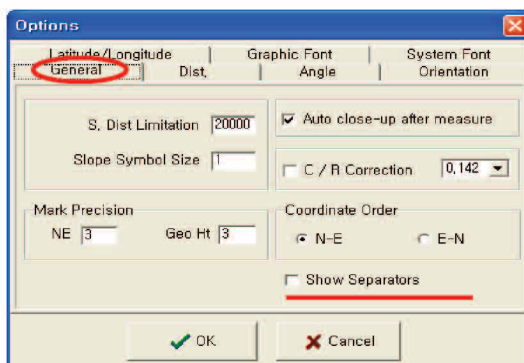 Options
Latitude/Longitude Graphic Font System Font
General Dist, Angle Orientation
S, Dist Limitation 20000
Slope Symbol Size 1
Auto close-up after measure
C / R Correction 0,142
Mark Precision
NE 3 Geo Ht 3
Coordinate Order
N-E E-N
Show Separators
OK Cancel